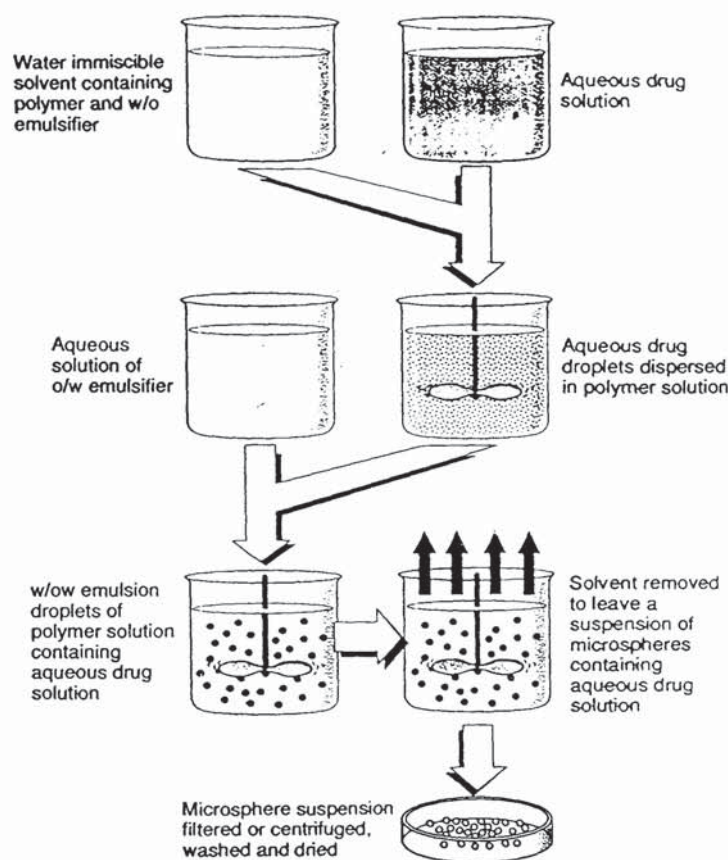 Water immiscible
solvent containing
polymer and w/o
emulsifier
Aqueous drug
solution
Aqueous
solution of
o/w emulsifier
Aqueous drug
droplets dispersed
in polymer solution
w/ow emulsion
droplets of
polymer solution
containing
aqueous drug
solution
Solvent removed
to leave a
suspension of
microspheres
containing
aqueous drug
solution
Microsphere suspension
filtered or centrifuged,
washed and dried